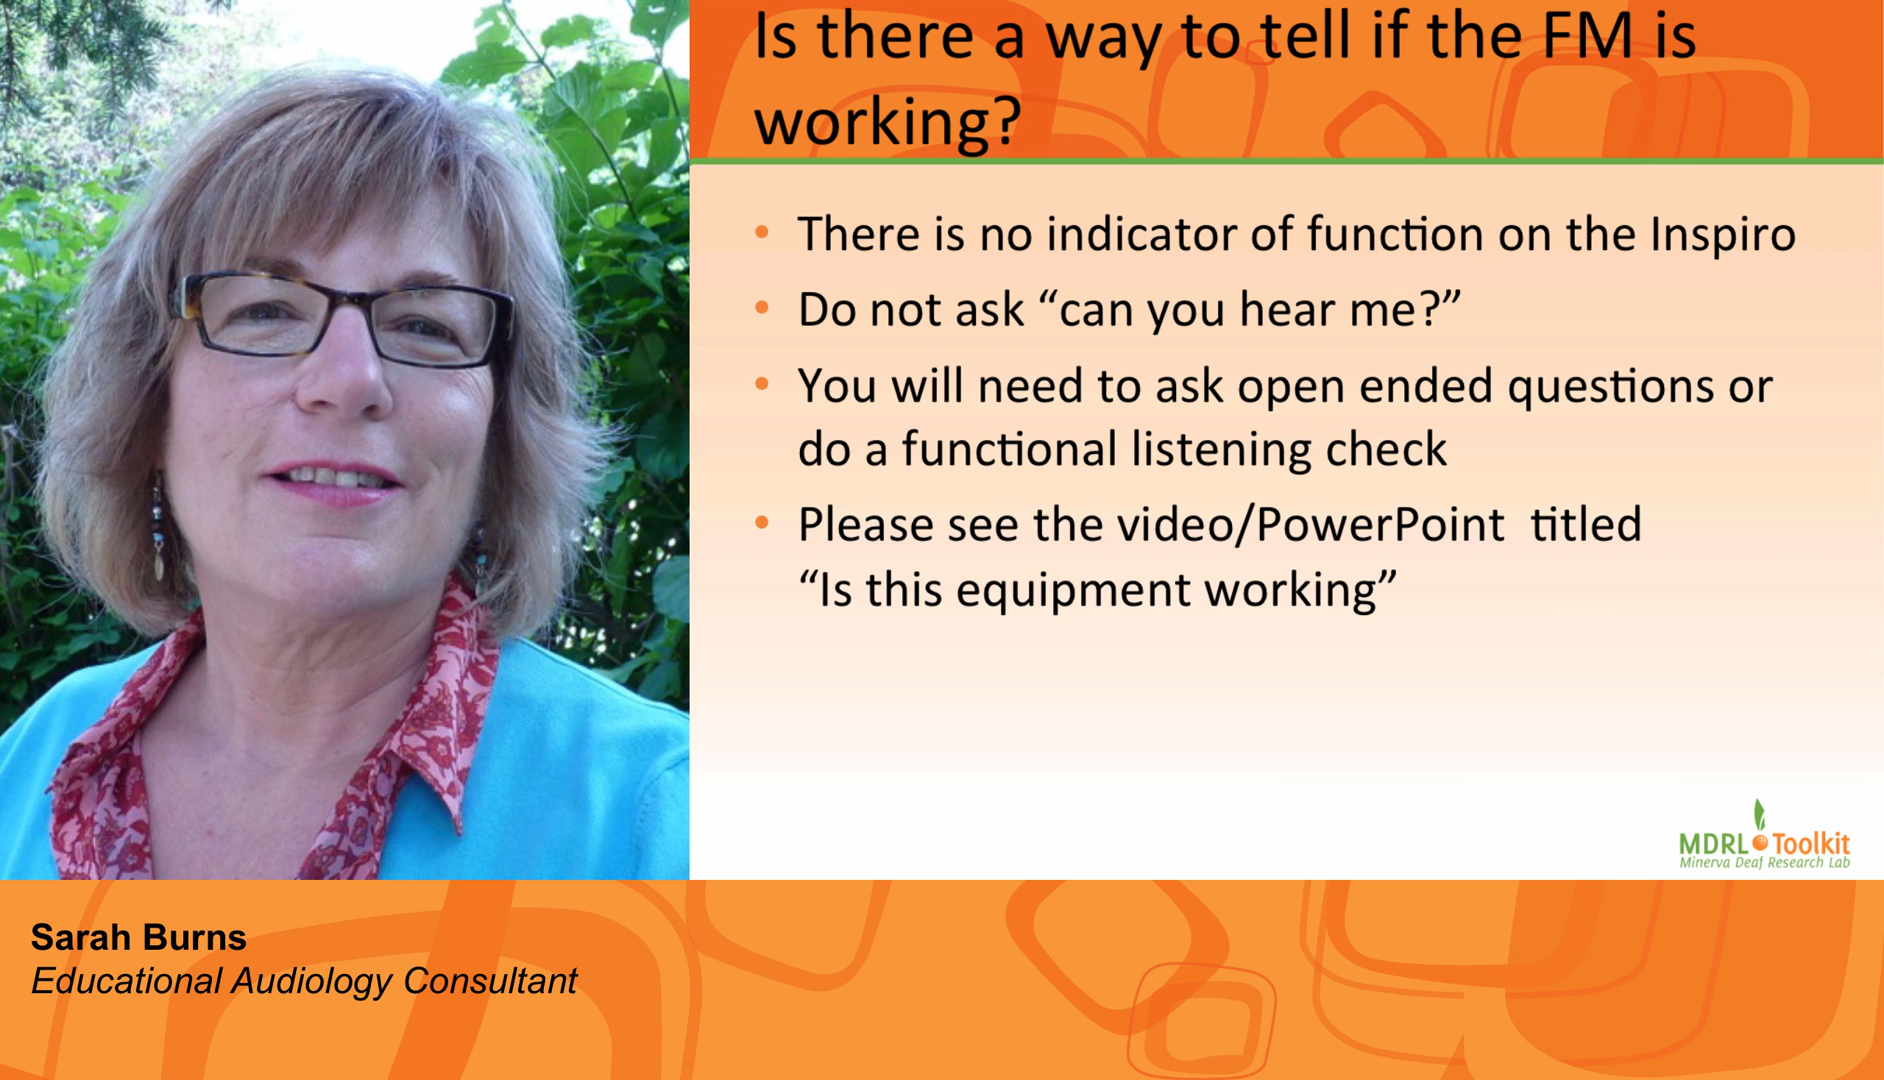 Is there a way to tell if the FM is
working?
• There is no indicator of function on the Inspiro
• Do not ask “can you hear me?”
• You will need to ask open ended questions or
do a functional listening check
• Please see the video/PowerPoint  titled
“Is this equipment working”
MDRL Toolkit
Minerva Deaf Research Lab
Sarah Burns
Educational Audiology Consultant